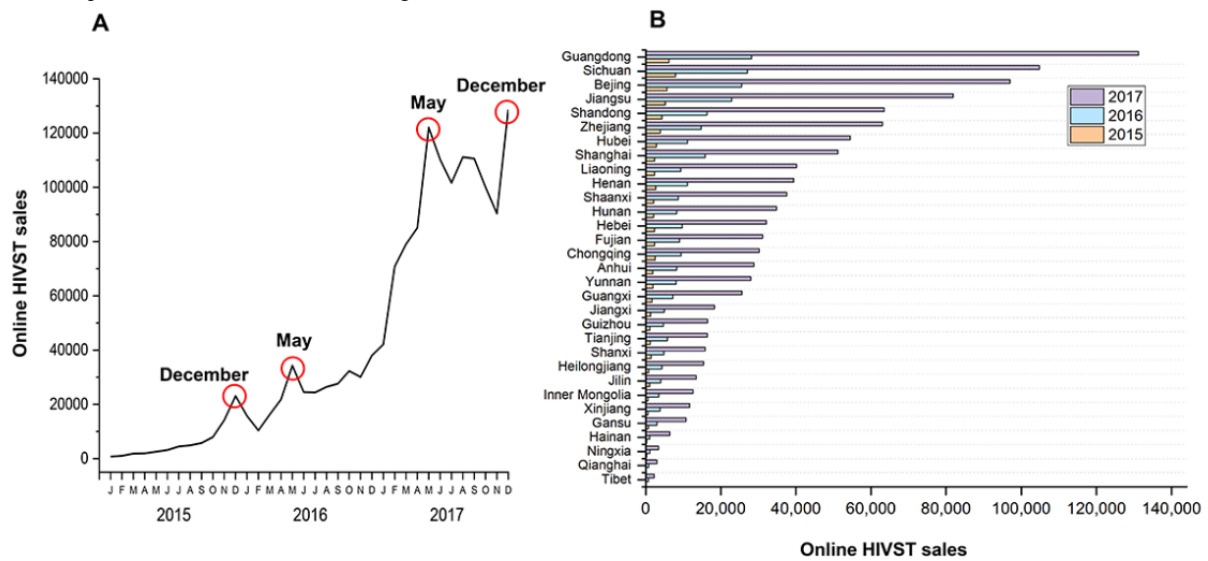 A
Online HIVST sales
140000
120000
100000
80000
60000
40000
20000
0
December
May
May
December
J F M A M J J A S O N D J F M A M J J A S O N D J F M A M J J A S O N D
2015 2016 2017
B
Guangdong
Sichuan
Bejing
Jiangsu
Shandong
Zhejiang
Hubei
Shanghai
Liaoning
Henan
Shaanxi
Hunan
Hebei
Fujian
Chongqing
Anhui
Yunnan
Guangxi
Jiangxi
Guizhou
Tianjing
Shanxi
Heilongjiang
Jilin
Inner Mongolia
Xinjiang
Gansu
Hainan
Ningxia
Qianghai
Tibet
2017
2016
2015
0 20,000 40,000 60,000 80,000 100,000 120,000 140,000
Online HIVST sales